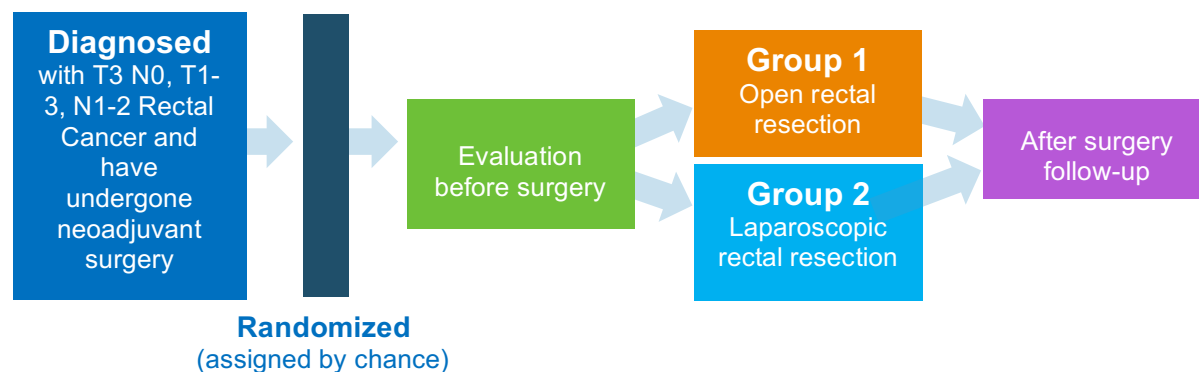 Diagnosed
with T3 N0, T1-
3, N1-2 Rectal
Cancer and
have
undergone
neoadjuvant
surgery
Randomized
(assigned by chance)
Evaluation
before surgery
Group 1
Open rectal
resection
Group 2
Laparoscopic
rectal resection
After surgery
follow-up